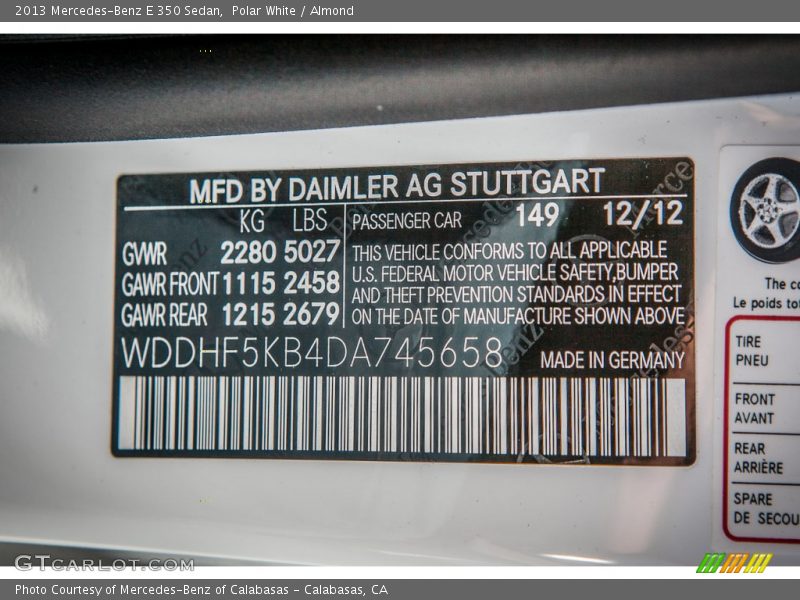 2013 Mercedes-Benz E 350 Sedan, Polar White / Almond
MFD BY DAIMLER AG STUTTGART
KG LBS PASSENGER CAR 149 12/12
GVWR 2280 5027
GAWR FRONT 1115 2458
GAWR REAR 1215 2679
THIS VEHICLE CONFORMS TO ALL APPLICABLE
U.S. FEDERAL MOTOR VEHICLE SAFETY,BUMPER
AND THEFT PREVENTION STANDARDS IN EFFECT
ON THE DATE OF MANUFACTURE SHOWN ABOVE
WDDHF5KB4DA745658 MADE IN GERMANY
The co
Le poids tot
TIRE
PNEU
FRONT
AVANT
REAR
ARRIÈRE
SPARE
DE SECOU
GTCarLot.com
Photo Courtesy of Mercedes-Benz of Calabasas - Calabasas, CA